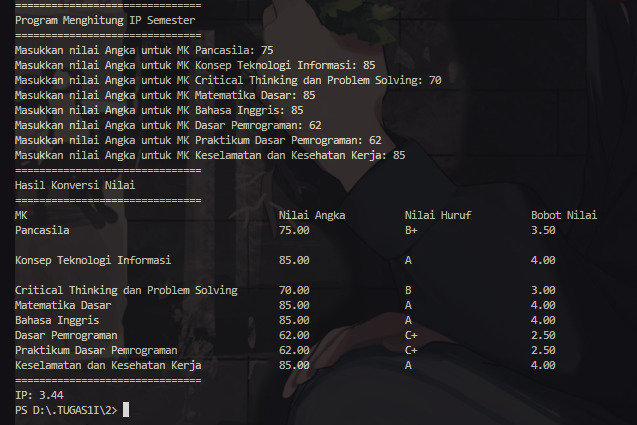 ===============================
Program Menghitung IP Semester
===============================
Masukkan nilai Angka untuk MK Pancasila: 75
Masukkan nilai Angka untuk MK Konsep Teknologi Informasi: 85
Masukkan nilai Angka untuk MK Critical Thinking dan Problem Solving: 70
Masukkan nilai Angka untuk MK Matematika Dasar: 85
Masukkan nilai Angka untuk MK Bahasa Inggris: 85
Masukkan nilai Angka untuk MK Dasar Pemrograman: 62
Masukkan nilai Angka untuk MK Praktikum Dasar Pemrograman: 62
Masukkan nilai Angka untuk MK Keselamatan dan Kesehatan Kerja: 85
===============================
Hasil Konversi Nilai
===============================
MK Nilai Angka Nilai Huruf Bobot Nilai
Pancasila 75.00 B+ 3.50
Konsep Teknologi Informasi 85.00 A 4.00
Critical Thinking dan Problem Solving 70.00 B 3.00
Matematika Dasar 85.00 A 4.00
Bahasa Inggris 85.00 A 4.00
Dasar Pemrograman 62.00 C+ 2.50
Praktikum Dasar Pemrograman 62.00 C+ 2.50
Keselamatan dan Kesehatan Kerja 85.00 A 4.00
===============================
IP: 3.44
PS D:\.TUGAS1I\2>